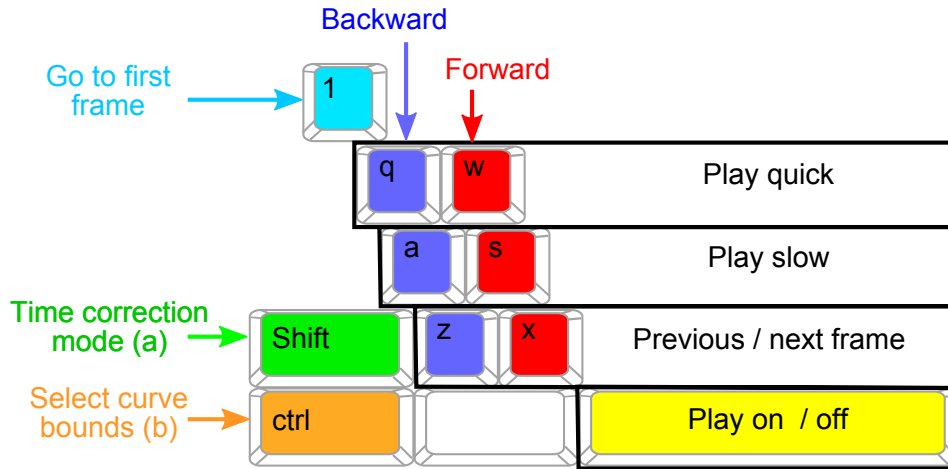 Backward
Go to first
frame
1
Forward
q
w
Play quick
a
s
Play slow
Time correction
mode (a)
Shift
z
x
Previous / next frame
Select curve
bounds (b)
ctrl
Play on / off